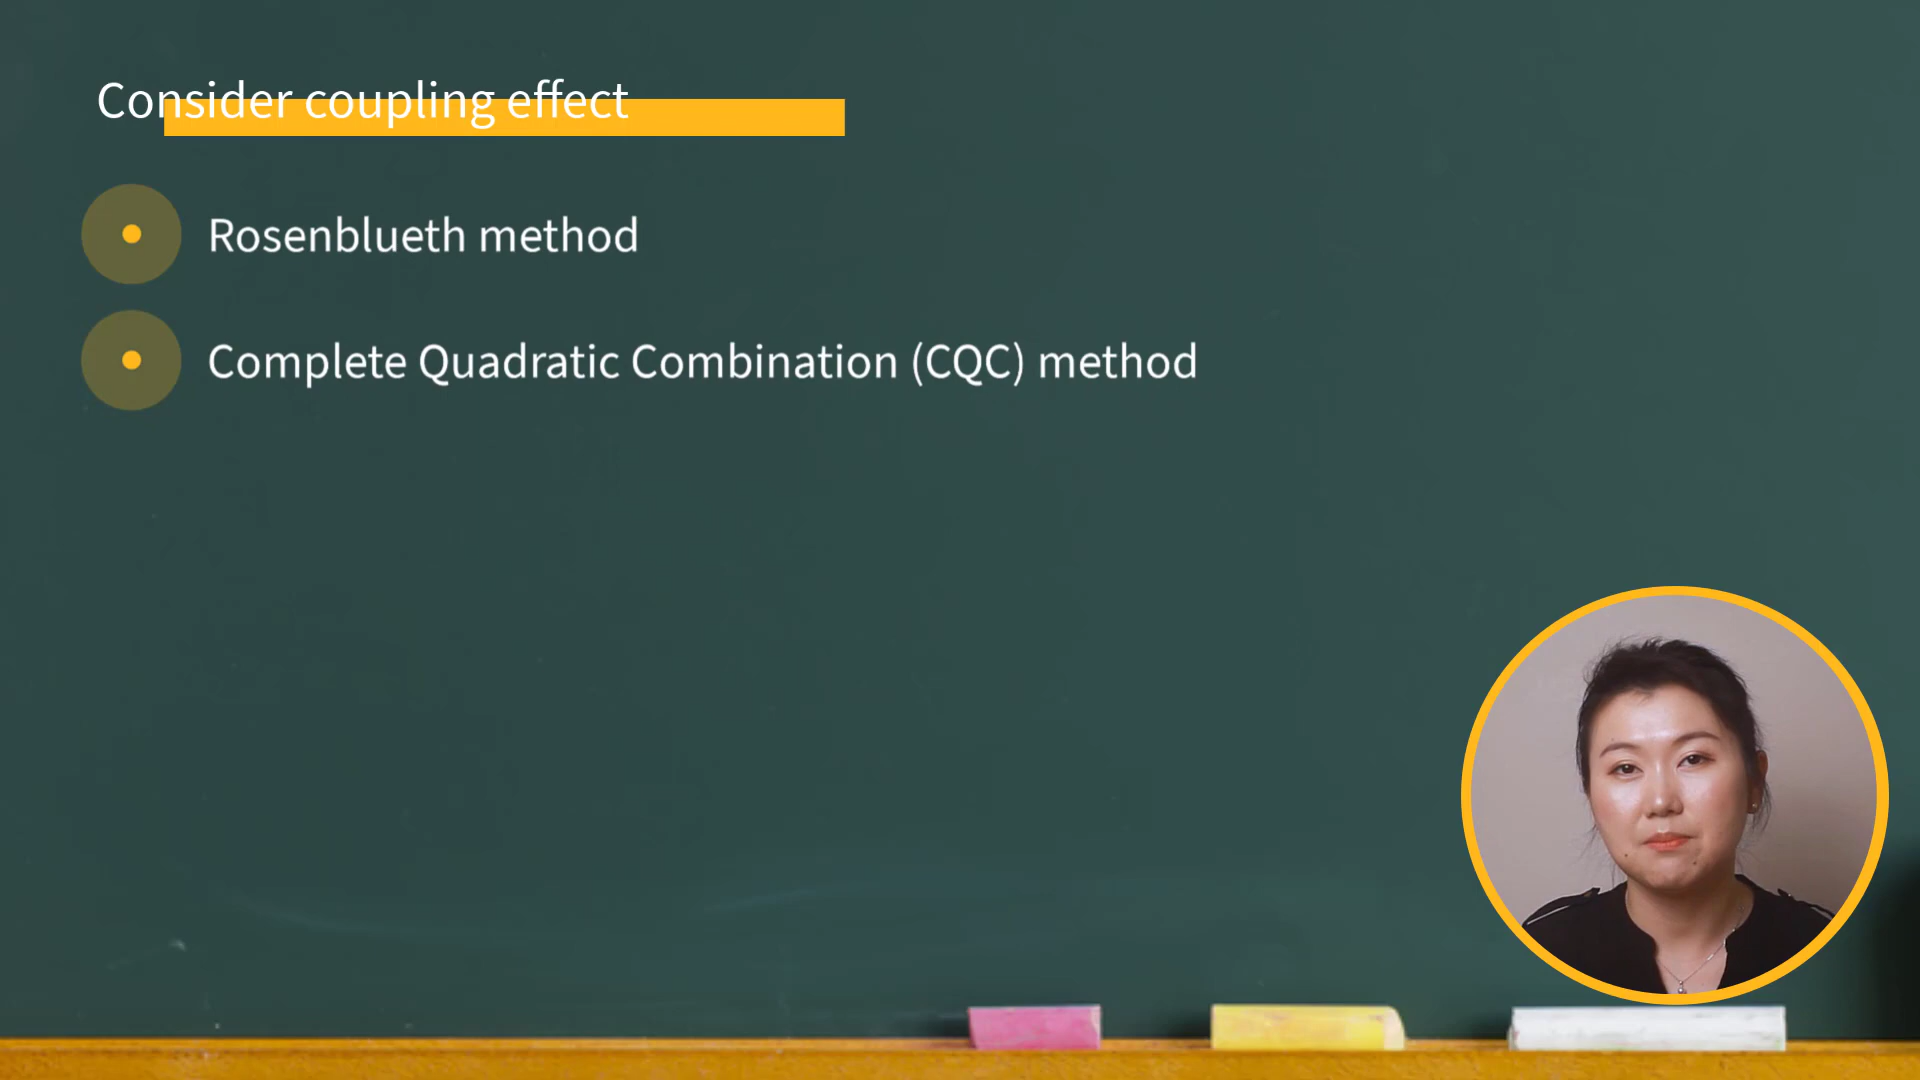 Consider coupling effect
Rosenblueth method
Complete Quadratic Combination (CQC) method